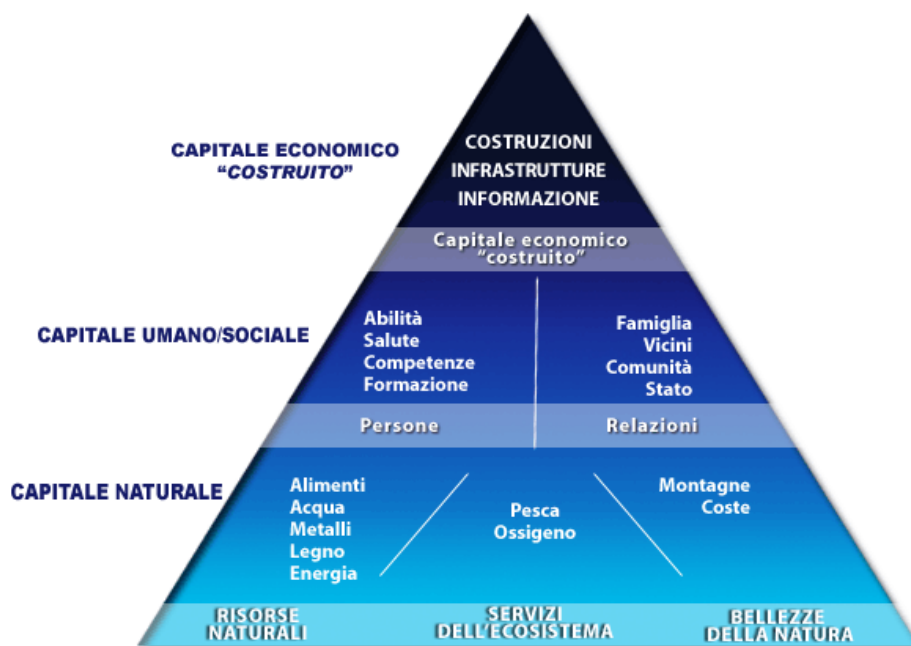 CAPITALE ECONOMICO
“COSTRUITO”
COSTRUZIONI
INFRASTRUTTURE
INFORMAZIONE
Capitale economico
“costruito”
CAPITALE UMANO/SOCIALE
Abilità
Salute
Competenze
Formazione
Famiglia
Vicini
Comunità
Stato
Persone
Relazioni
CAPITALE NATURALE
Alimenti
Acqua
Metalli
Legno
Energia
Pesca
Ossigeno
Montagne
Coste
RISORSE
NATURALI
SERVIZI
DELL’ECOSISTEMA
BELLEZZE
DELLA NATURA